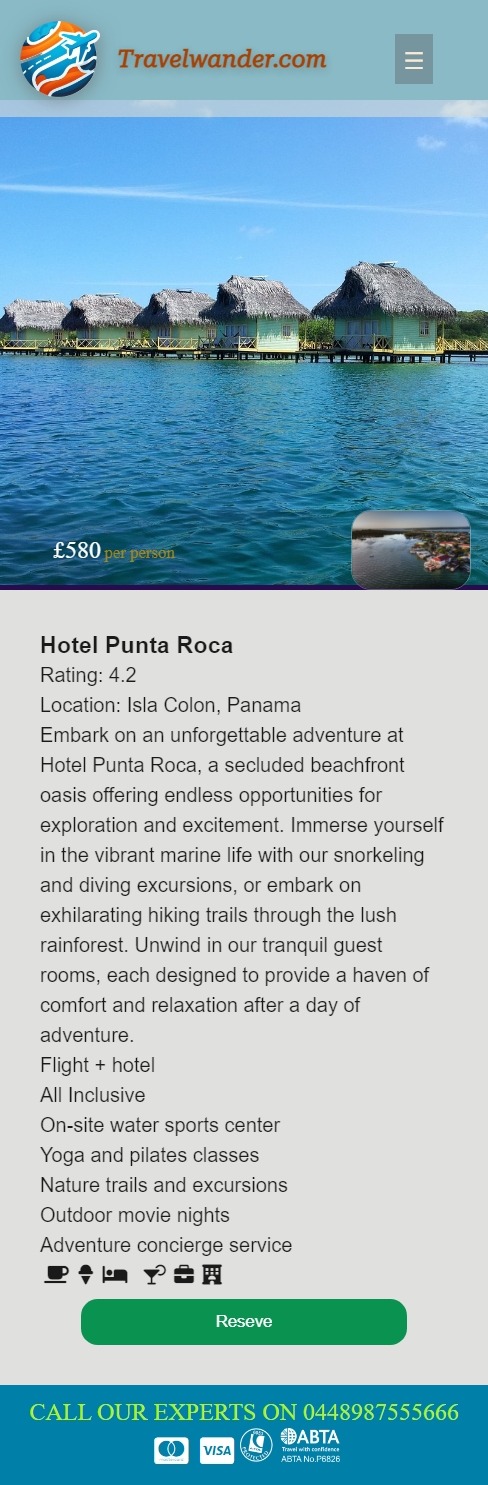 Travelwander.com
£580 per person
Hotel Punta Roca
Rating: 4.2
Location: Isla Colon, Panama
Embark on an unforgettable adventure at
Hotel Punta Roca, a secluded beachfront
oasis offering endless opportunities for
exploration and excitement. Immerse yourself
in the vibrant marine life with our snorkeling
and diving excursions, or embark on
exhilarating hiking trails through the lush
rainforest. Unwind in our tranquil guest
rooms, each designed to provide a haven of
comfort and relaxation after a day of
adventure.
Flight + hotel
All Inclusive
On-site water sports center
Yoga and pilates classes
Nature trails and excursions
Outdoor movie nights
Adventure concierge service
Reseve
CALL OUR EXPERTS ON 0448987555666
VISA
PROTECTED
ABTA
Travel with confidence
ABTA No.P6826